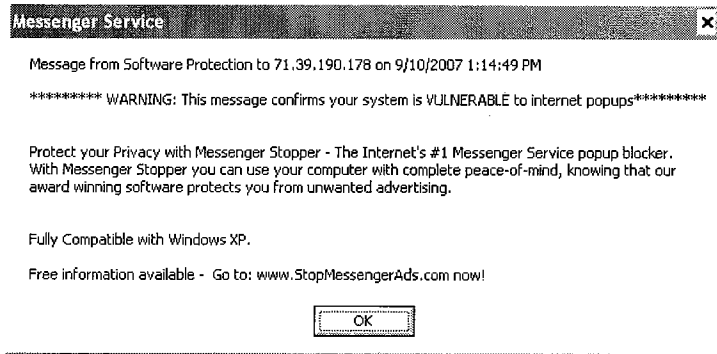 Messenger Service
Message from Software Protection to 71.39.190.178 on 9/10/2007 1:14:49 PM
********* WARNING: This message confirms your system is VULNERABLE to internet popups*********
Protect your Privacy with Messenger Stopper - The Internet's #1 Messenger Service popup blocker.
With Messenger Stopper you can use your computer with complete peace-of-mind, knowing that our
award winning software protects you from unwanted advertising.
Fully Compatible with Windows XP.
Free information available - Go to: www.StopMessengerAds.com now!
OK